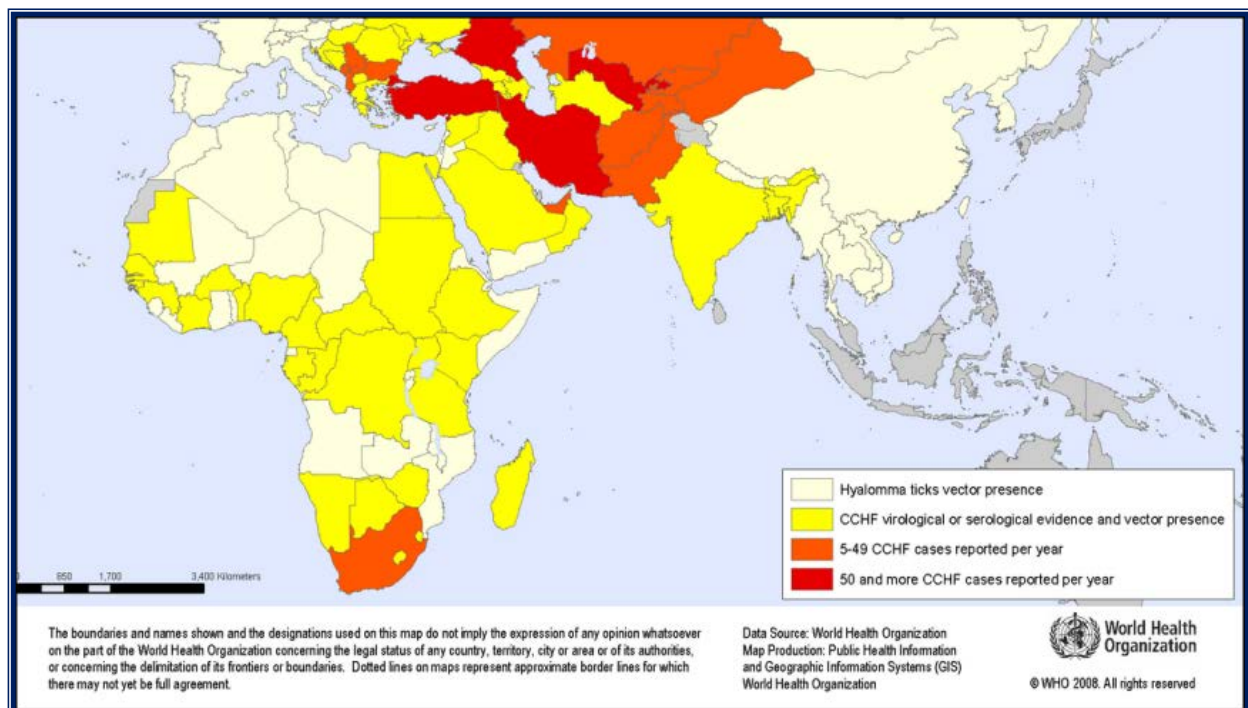 Hyalomma ticks vector presence
CCHF virological or serological evidence and vector presence
5-49 CCHF cases reported per year
50 and more CCHF cases reported per year
0 850 1,700 3,400 Kilometers
The boundaries and names shown and the designations used on this map do not imply the expression of any opinion whatsoever
on the part of the World Health Organization concerning the legal status of any country, territory, city or area or of its authorities,
or concerning the delimitation of its frontiers or boundaries. Dotted lines on maps represent approximate border lines for which
there may not yet be full agreement.
Data Source: World Health Organization
Map Production: Public Health Information
and Geographic Information Systems (GIS)
World Health Organization
World Health
Organization
© WHO 2008. All rights reserved